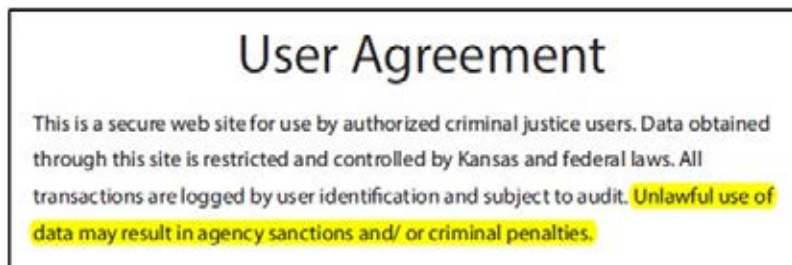 User Agreement
This is a secure web site for use by authorized criminal justice users. Data obtained
through this site is restricted and controlled by Kansas and federal laws. All
transactions are logged by user identification and subject to audit. Unlawful use of
data may result in agency sanctions and/ or criminal penalties.